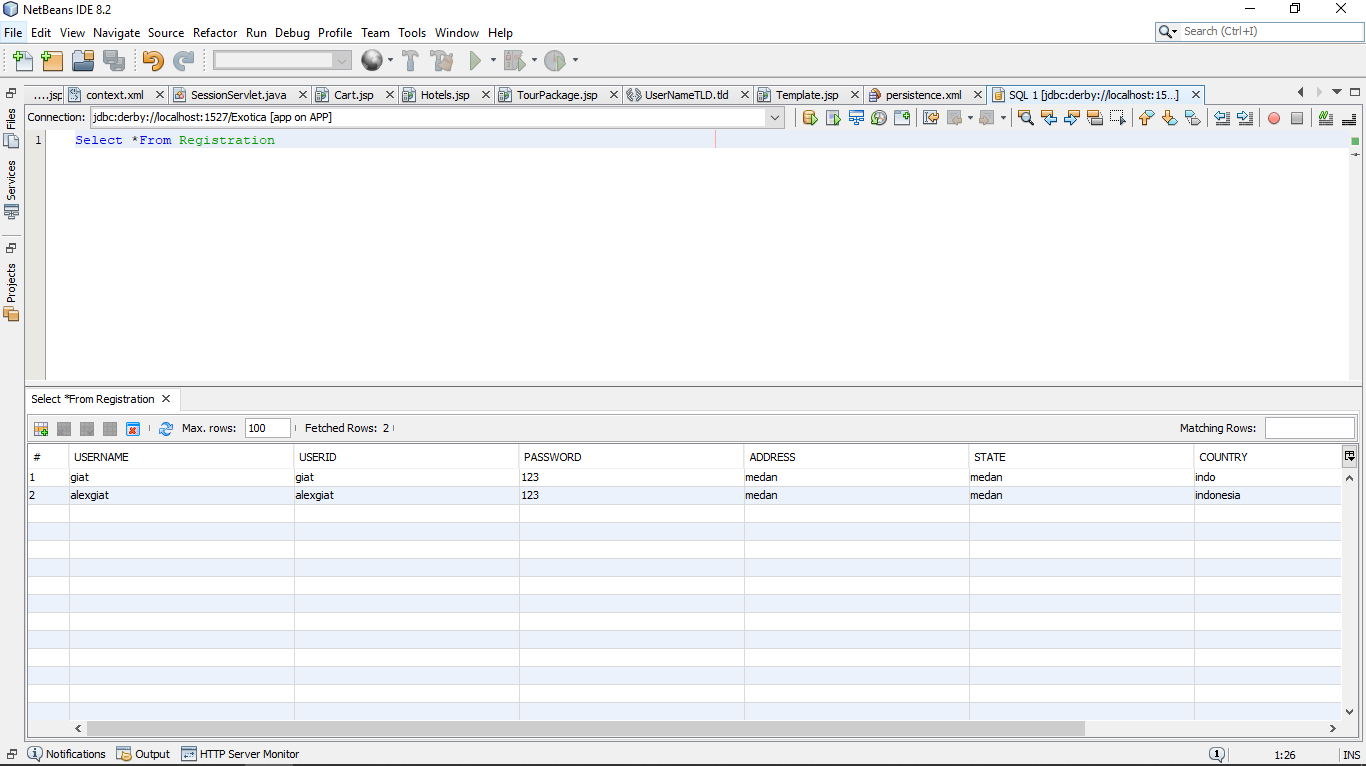 NetBeans IDE 8.2
File Edit View Navigate Source Refactor Run Debug Profile Team Tools Window Help
Search (Ctrl+I)
....jsp context.xml SessionServlet.java Cart.jsp Hotels.jsp TourPackage.jsp UserNameTLD.tld Template.jsp persistence.xml SQL 1 [jdbc:derby://localhost:15...]
Connection: jdbc:derby://localhost:1527/Exotica [app on APP]
Files
Services
Projects
1 Select *From Registration
Select *From Registration
Max. rows: 100 Fetched Rows: 2 Matching Rows:
# USERNAME USERID PASSWORD ADDRESS STATE COUNTRY
1 giat giat 123 medan medan indo
2 alexgiat alexgiat 123 medan medan indonesia
Notifications Output HTTP Server Monitor 1 1:26 INS